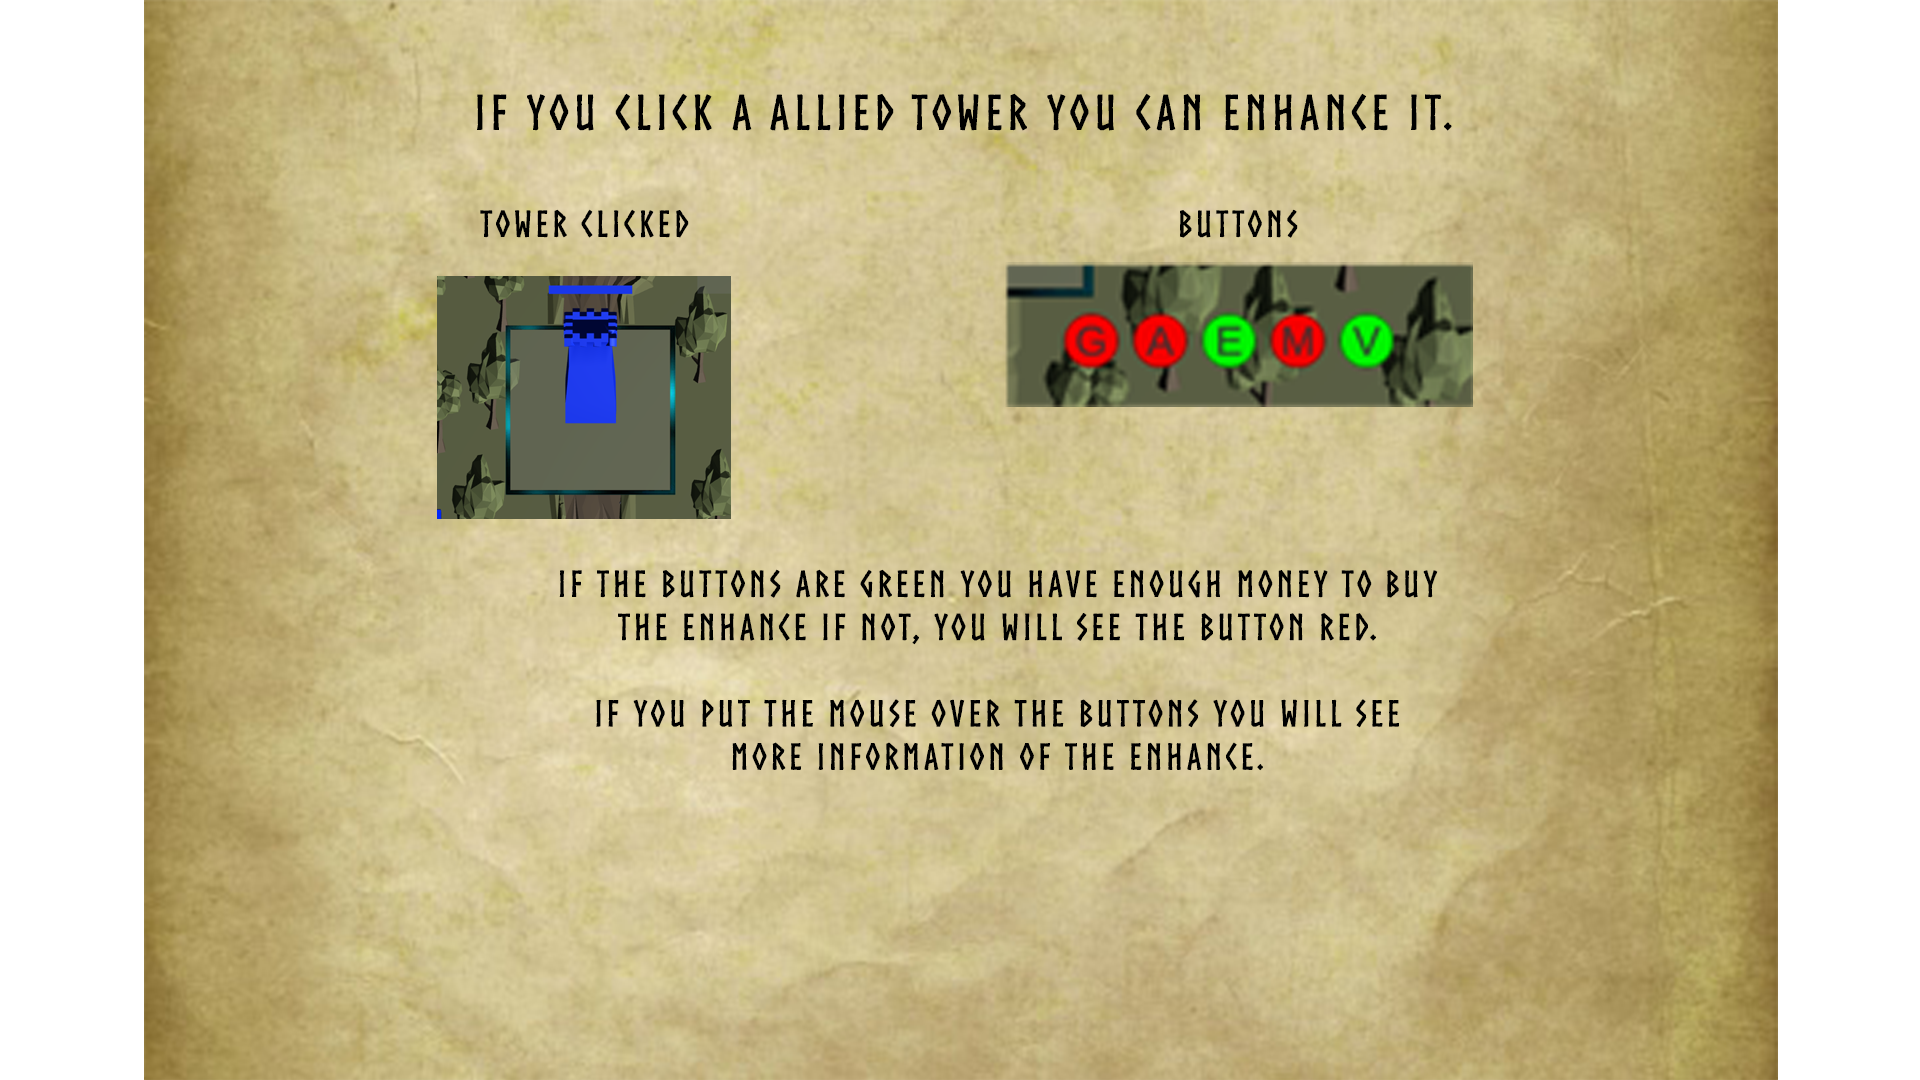 IF YOU CLICK A ALLIED TOWER YOU CAN ENHANCE IT.
TOWER CLICKED
BUTTONS
G A E M V
IF THE BUTTONS ARE GREEN YOU HAVE ENOUGH MONEY TO BUY
THE ENHANCE IF NOT, YOU WILL SEE THE BUTTON RED.
IF YOU PUT THE MOUSE OVER THE BUTTONS YOU WILL SEE
MORE INFORMATION OF THE ENHANCE.